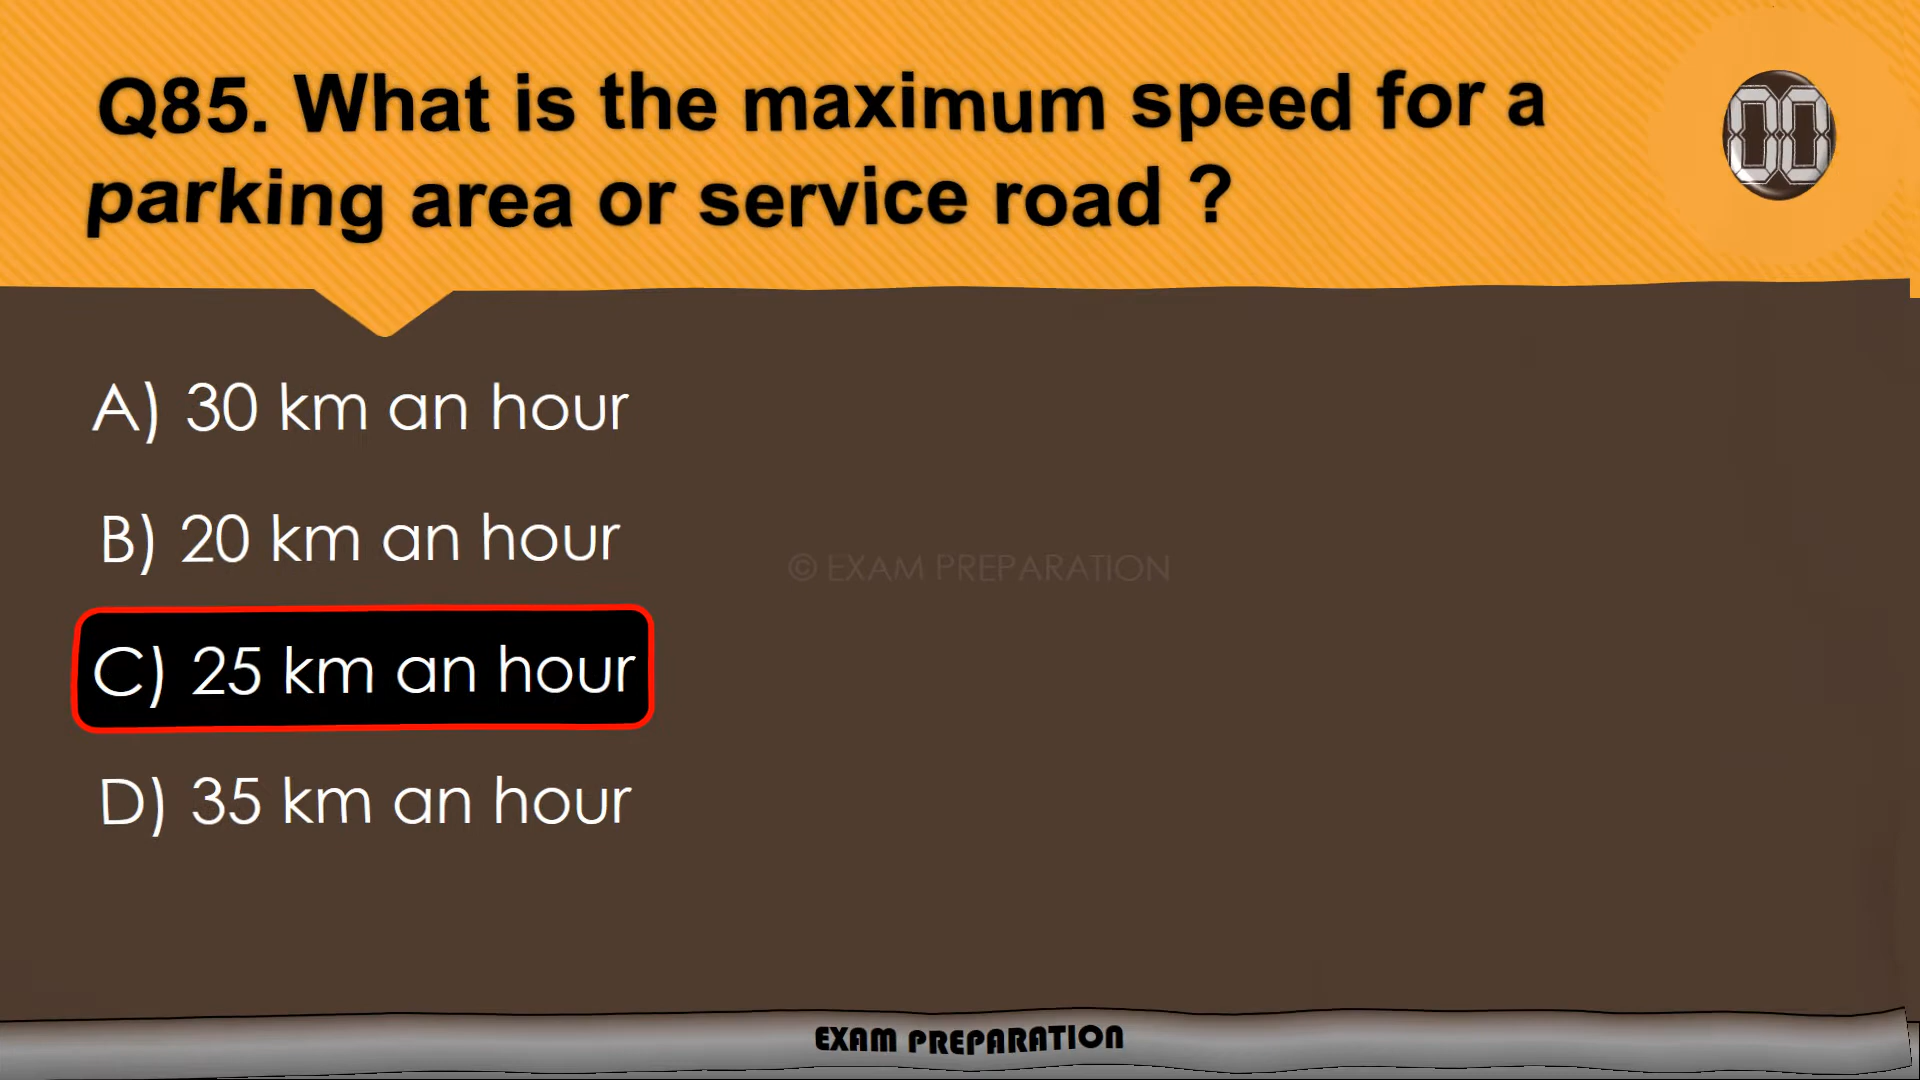 Q85. What is the maximum speed for a
parking area or service road ?
00
A) 30 km an hour
B) 20 km an hour
© EXAM PREPARATION
C) 25 km an hour
D) 35 km an hour
EXAM PREPARATION